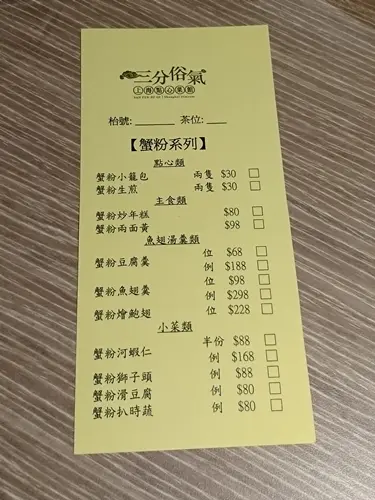 三分俗氣
上海點心菜館
枱號: ______ 茶位: ___
【蟹粉系列】
點心類
蟹粉小籠包 兩隻 $30 □
蟹粉生煎 兩隻 $30 □
主食類
蟹粉炒年糕 $80 □
蟹粉兩面黃 $98 □
魚翅湯羹類
蟹粉豆腐羹 位 $68 □
例 $188 □
蟹粉魚翅羹 位 $98 □
例 $298 □
蟹粉燴鮑翅 位 $228 □
小菜類
蟹粉河蝦仁 半份 $88 □
例 $168 □
蟹粉獅子頭 例 $88 □
蟹粉滑豆腐 例 $80 □
蟹粉扒時蔬 例 $80 □